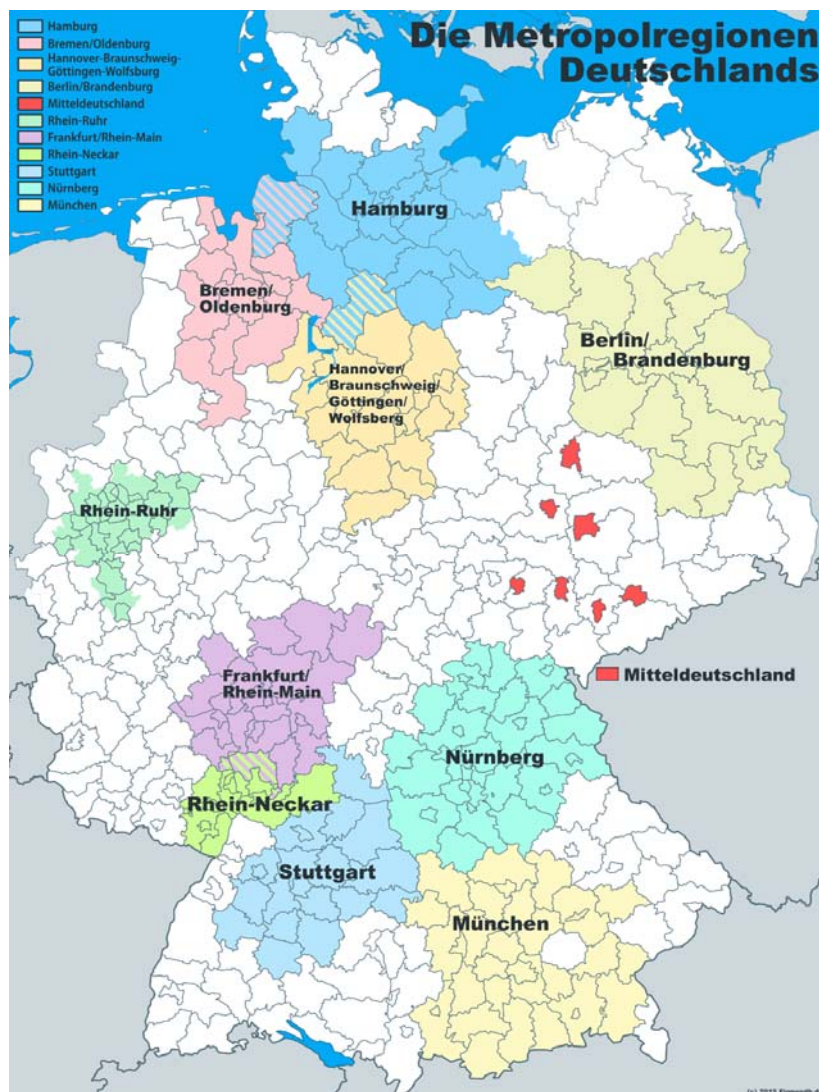 Die Metropolregionen
Deutschlands
Hamburg
Bremen/Oldenburg
Hannover-Braunschweig-
Göttingen-Wolfsburg
Berlin/Brandenburg
Mitteldeutschland
Rhein-Ruhr
Frankfurt/Rhein-Main
Rhein-Neckar
Stuttgart
Nürnberg
München
Hamburg
Bremen/
Oldenburg
Berlin/
Brandenburg
Hannover/
Braunschweig/
Göttingen/
Wolfsberg
Rhein-Ruhr
Frankfurt/
Rhein-Main
Mitteldeutschland
Nürnberg
Rhein-Neckar
Stuttgart
München